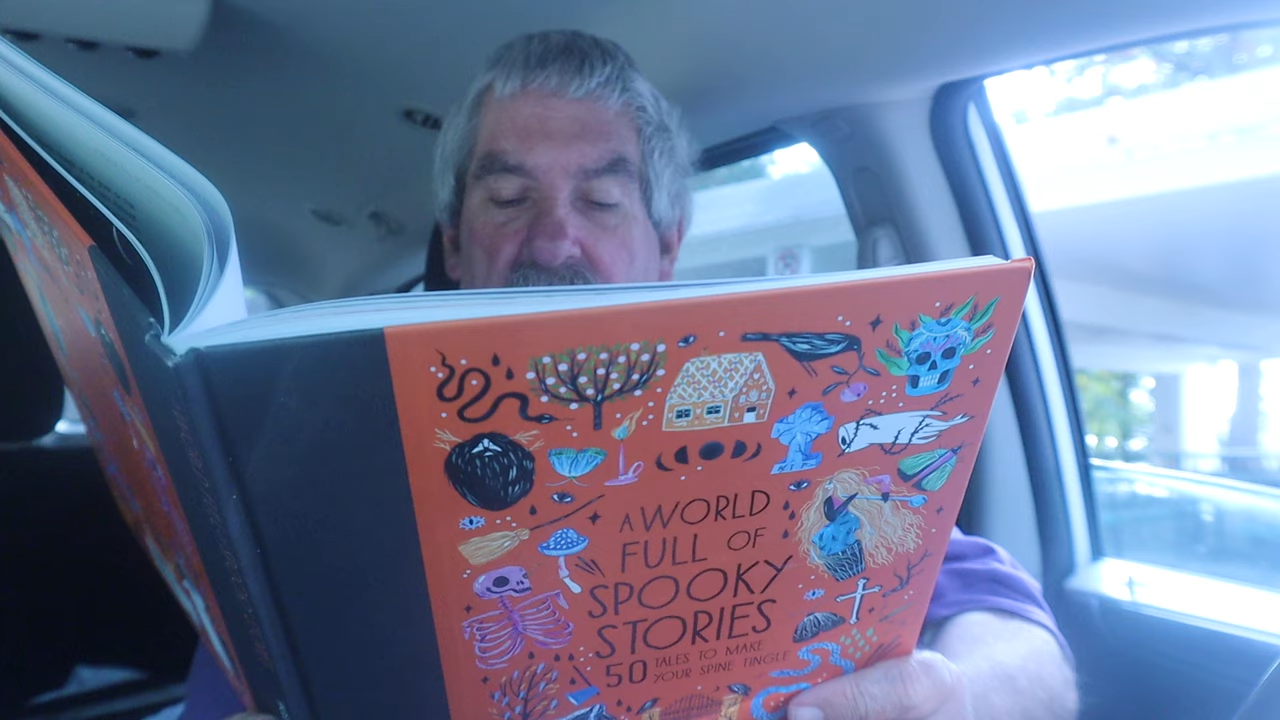 A WORLD
FULL OF
SPOOKY
STORIES
50 TALES TO MAKE
YOUR SPINE TINGLE
R.I.P.